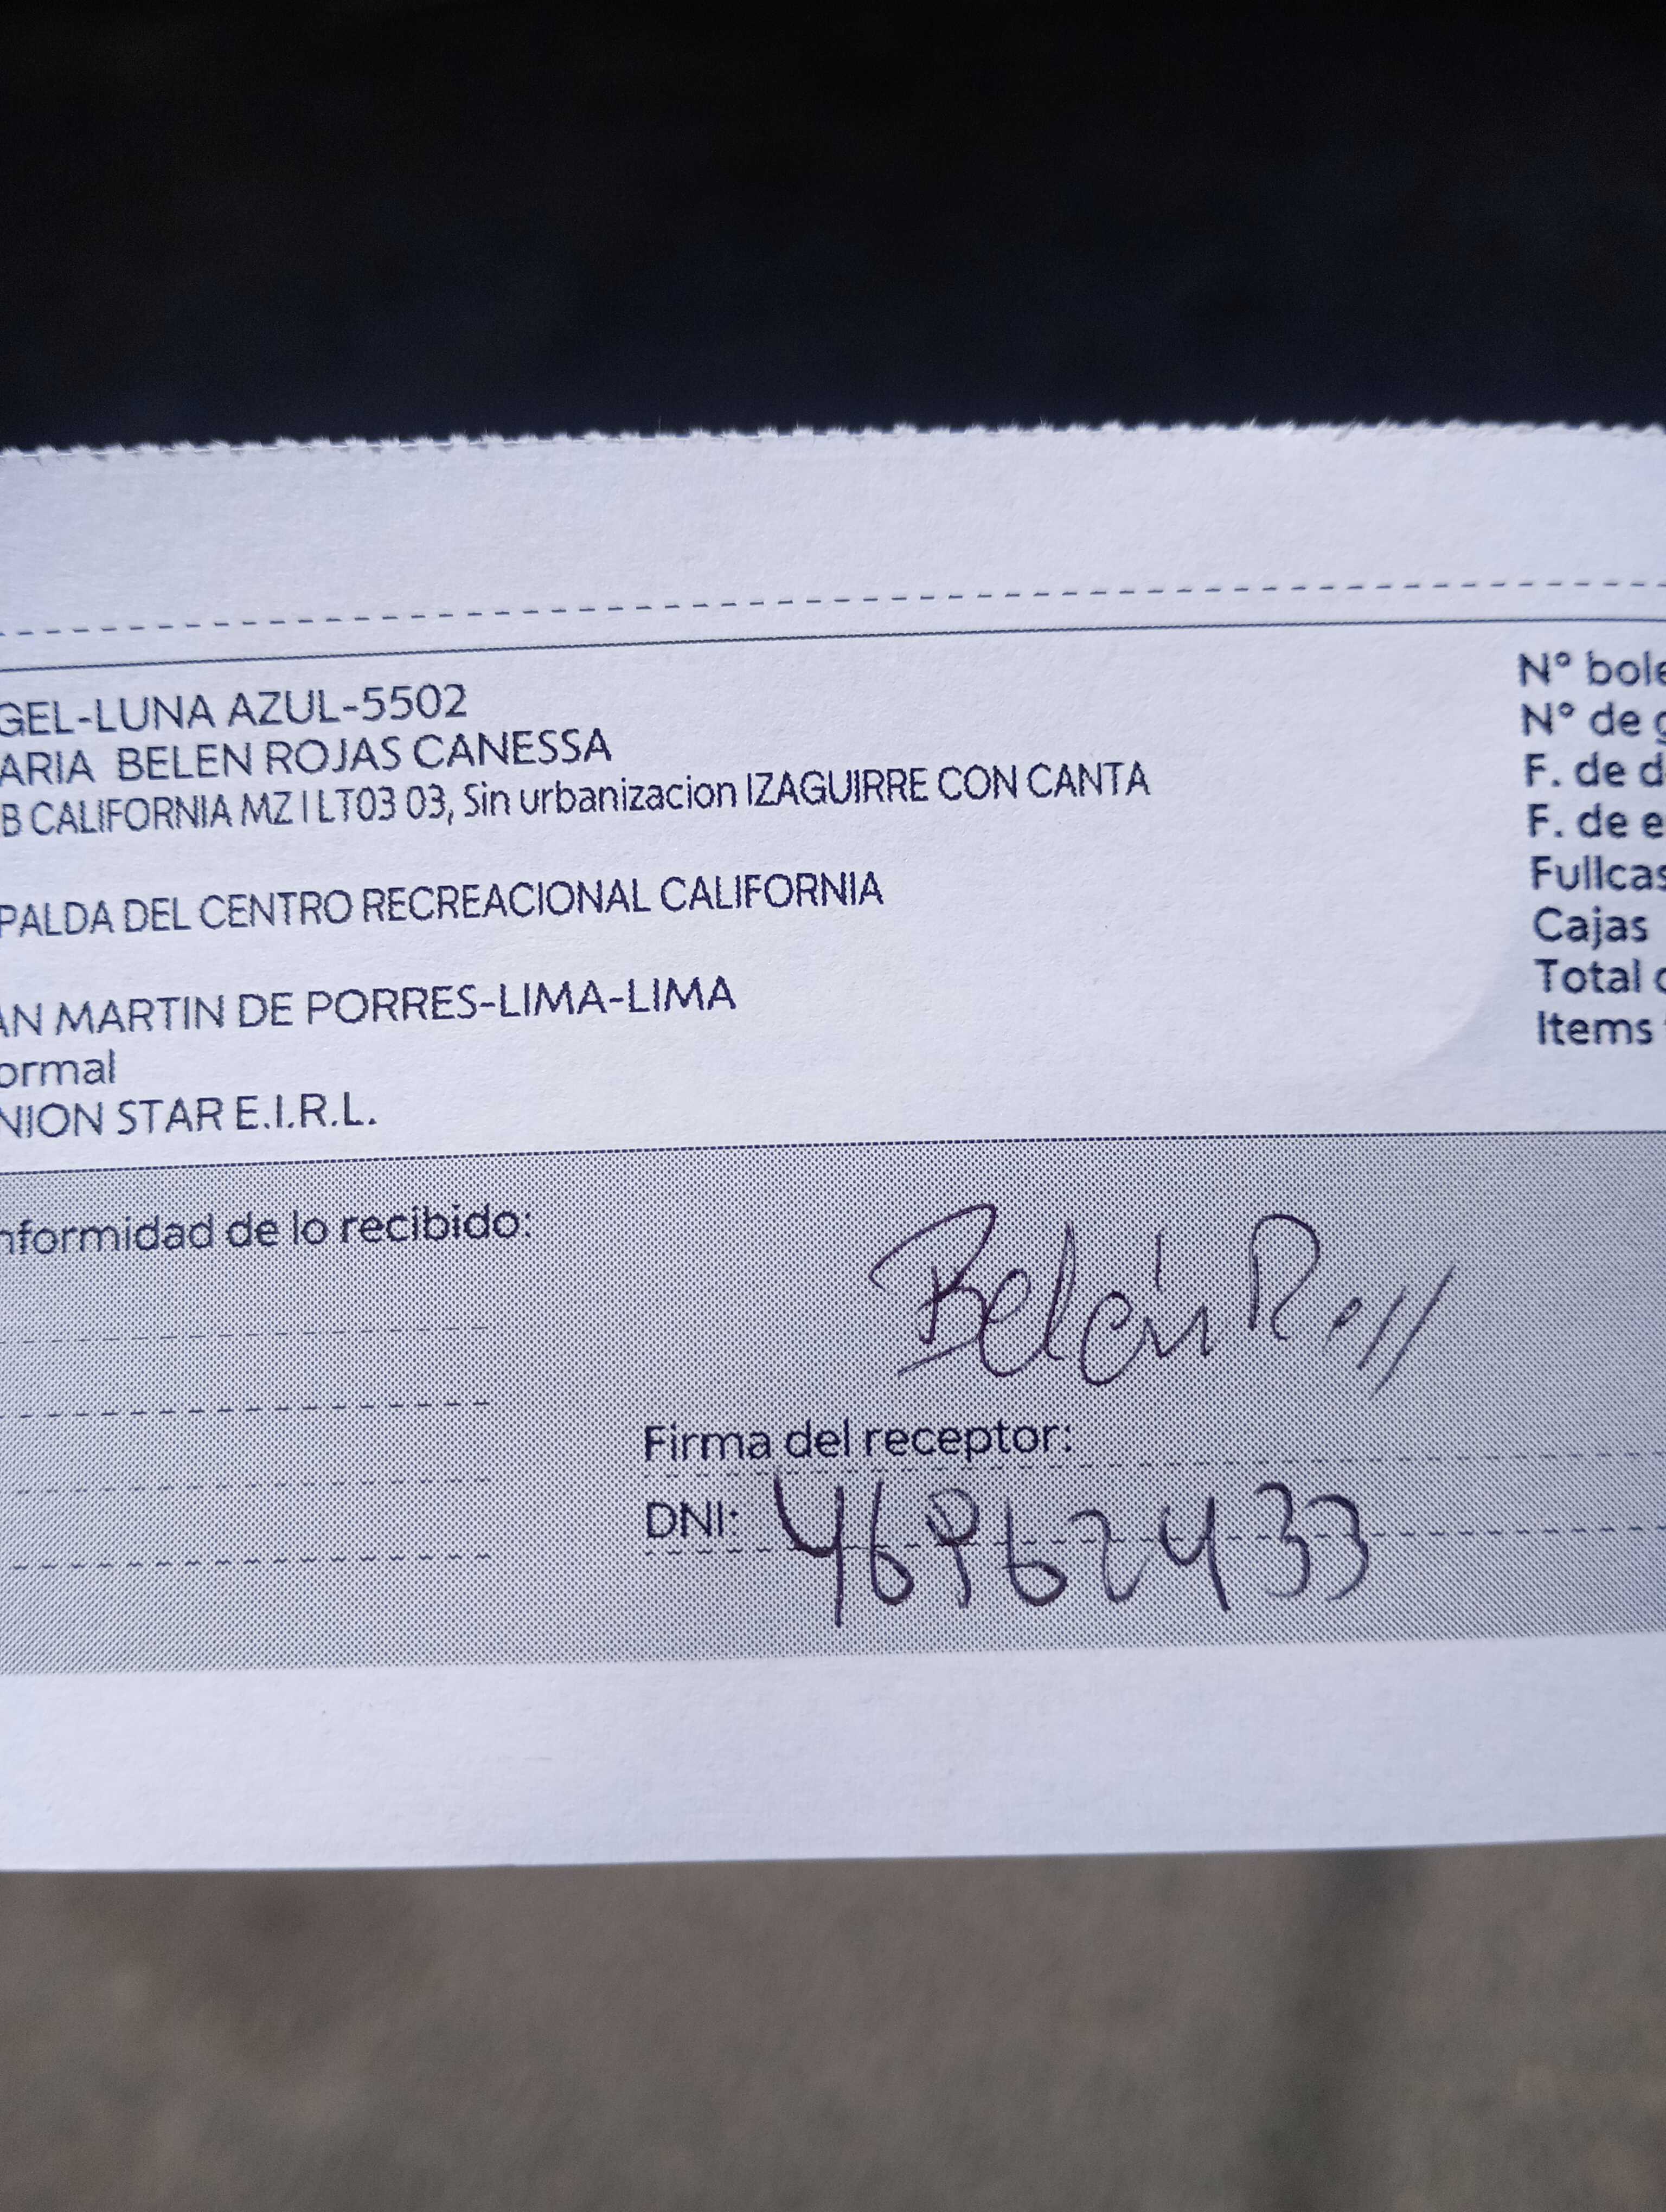 GEL-LUNA AZUL-5502
ARIA BELEN ROJAS CANESSA
B CALIFORNIA MZ I LT03 03, Sin urbanizacion IZAGUIRRE CON CANTA
PALDA DEL CENTRO RECREACIONAL CALIFORNIA
AN MARTIN DE PORRES-LIMA-LIMA
ormal
NION STAR E.I.R.L.
N° bole
N° de g
F. de d
F. de e
Fullcas
Cajas
Total
Items
nformidad de lo recibido:
Belén
Firma del receptor:
DNI: 46962433